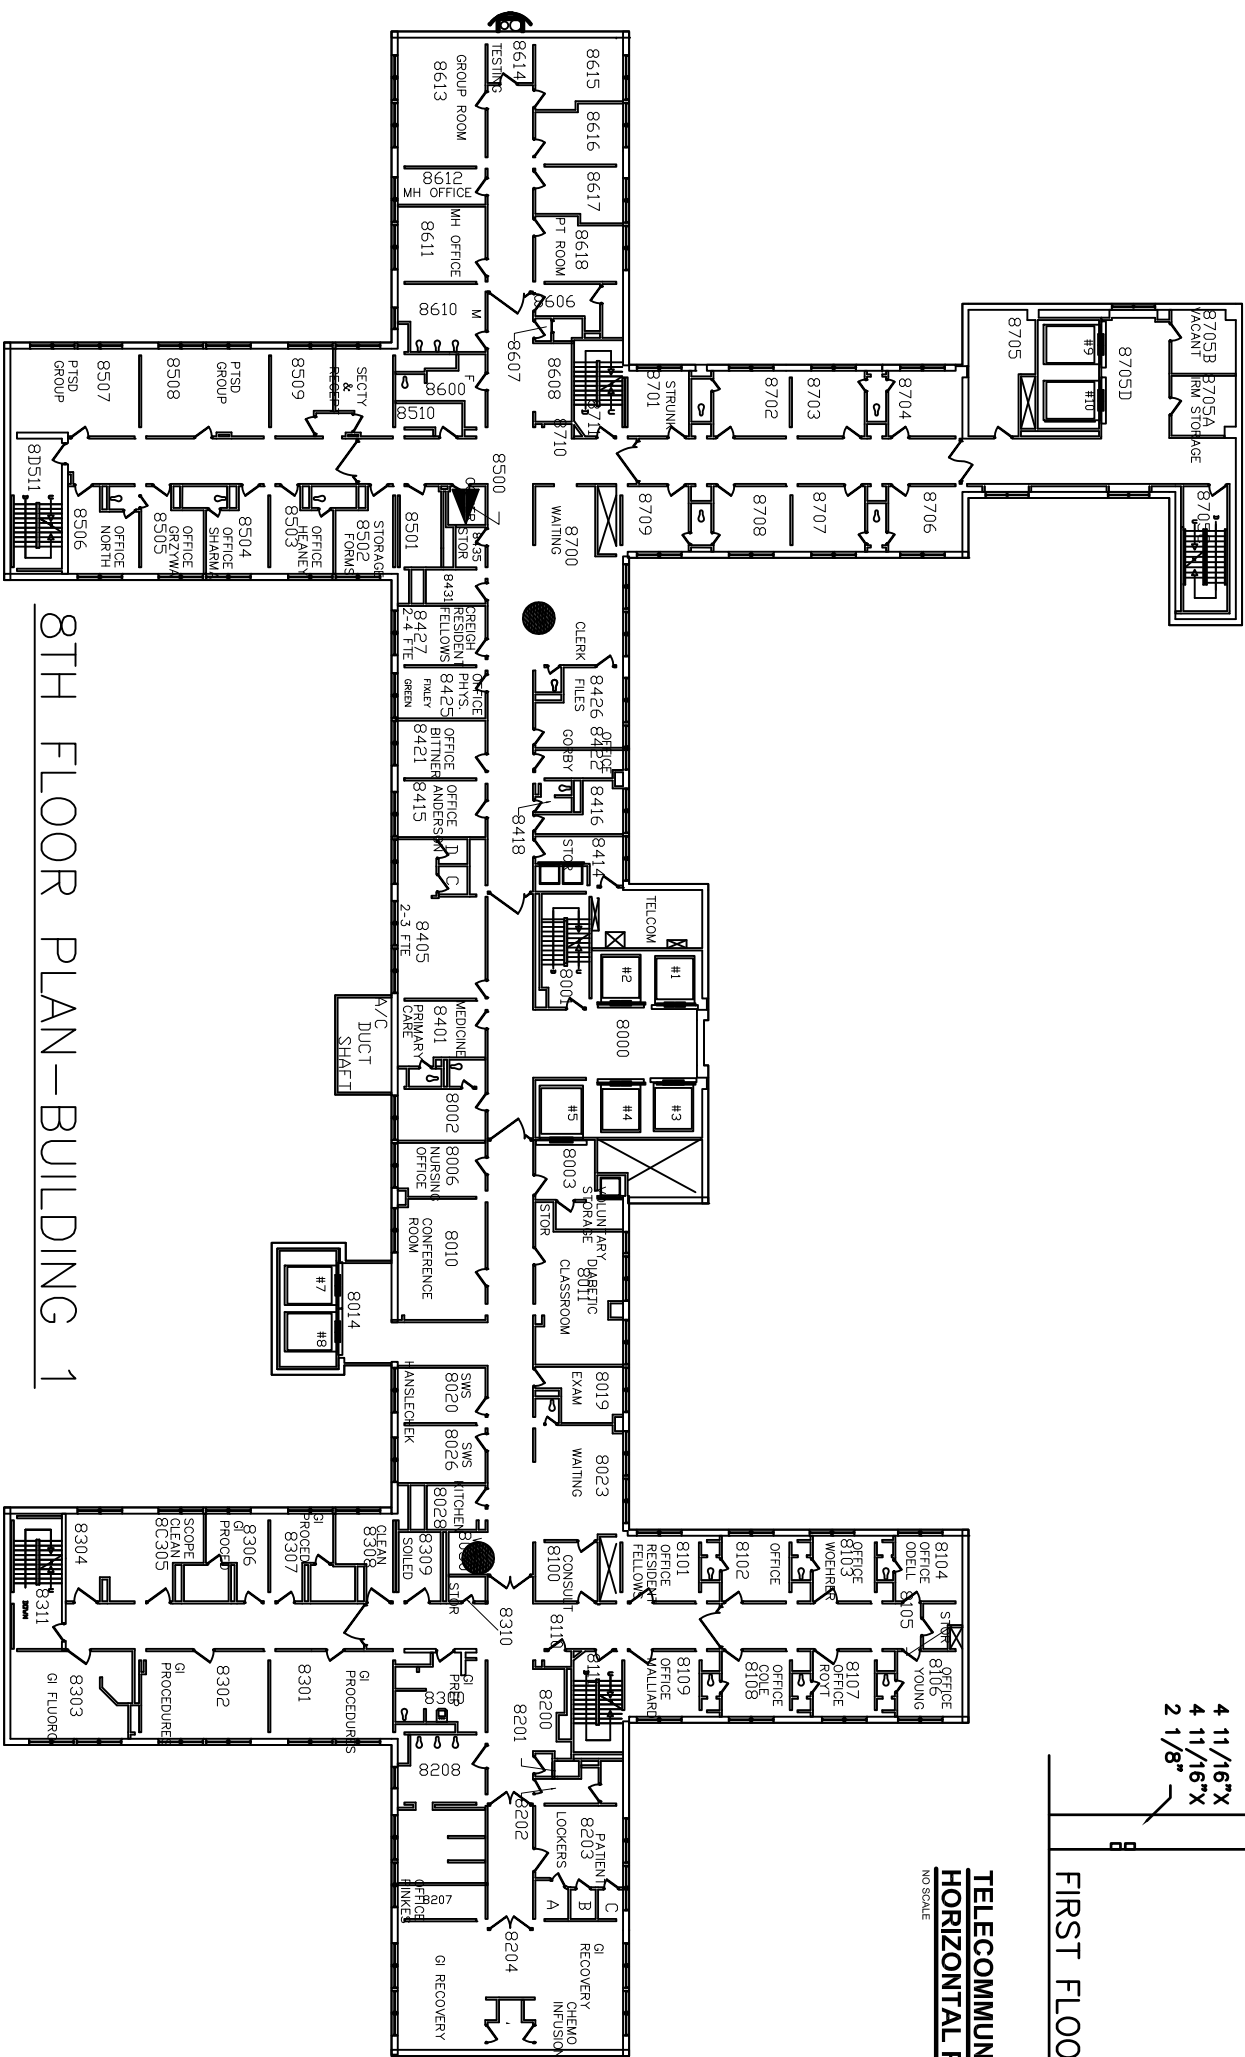 8TH FLOOR PLAN-BUILDING 1
8615
8614
TESTING
GROUP ROOM
8613
8616
8617
8612
MH OFFICE
8618
PT ROOM
MH OFFICE
8611
8606
8610
M
8607
8608
F
8600
8510
8711
8710
8701
STRUNK
8702
8703
8704
8705
#9
#10
8705D
8705B
VACANT
8705A
IRM STORAGE
8706
8707
8708
8709
8700
WAITING
8500
SECTY
&
8509
PTSD
GROUP
8508
8507
PTSD
GROUP
8D511
8506
OFFICE
NORTH
OFFICE
GRZYWA
8505
8504
OFFICE
SHARMA
OFFICE
HEANEY
8503
STORAGE
8502
FORMS
8501
STOR
8435
8431
CREIGH
RESIDENT
FELLOWS
8427
2-4 FTE
OFFICE
PHYS.
8425
FIXLEY
GREEN
CLERK
8426
FILES
OFFICE
8422
GORBY
OFFICE
BITTNER
8421
OFFICE
ANDERSON
8415
8416
8418
8414
STOR
D
C
8405
2-3 FTE
TELCOM
#1
#2
8001
8000
#3
#4
#5
MEDICINE
8401
PRIMARY
CARE
A/C
DUCT
SHAFT
8002
8003
8006
NURSING
OFFICE
VOLUNTARY
STORAGE
STOR
DIABETIC
8011
CLASSROOM
8010
CONFERENCE
ROOM
#7
#8
8014
8019
EXAM
SWS
8020
HANSLECHEK
SWS
8026
8023
WAITING
KITCHEN
8028
8309
SOILED
CLEAN
8308
GI
PROCED
8307
8306
GI
PROCED
SCOPE
CLEAN
8C305
8304
8311
DOWN
8303
GI FLUORO
GI
PROCEDURES
8302
8301
GI
PROCEDURES
8310
STOR
8100
CONSULT
8110
8101
OFFICE
RESIDENT
FELLOWS
8102
OFFICE
8103
OFFICE
WOEHRER
8104
OFFICE
ODELL
8105
STOR
OFFICE
8106
YOUNG
8107
OFFICE
ROYT
OFFICE
COLE
8108
8109
OFFICE
MALLIARD
GI
PREP
8300
8200
8201
8202
8208
8203
PATIENT
LOCKERS
A
B
C
8207
OFFICE
PINKES
8204
GI
RECOVERY
GI RECOVERY
CHEMO
INFUSION
4 11/16"X
4 11/16"X
2 1/8"
FIRST FLOO
TELECOMMUN
HORIZONTAL
NO SCALE